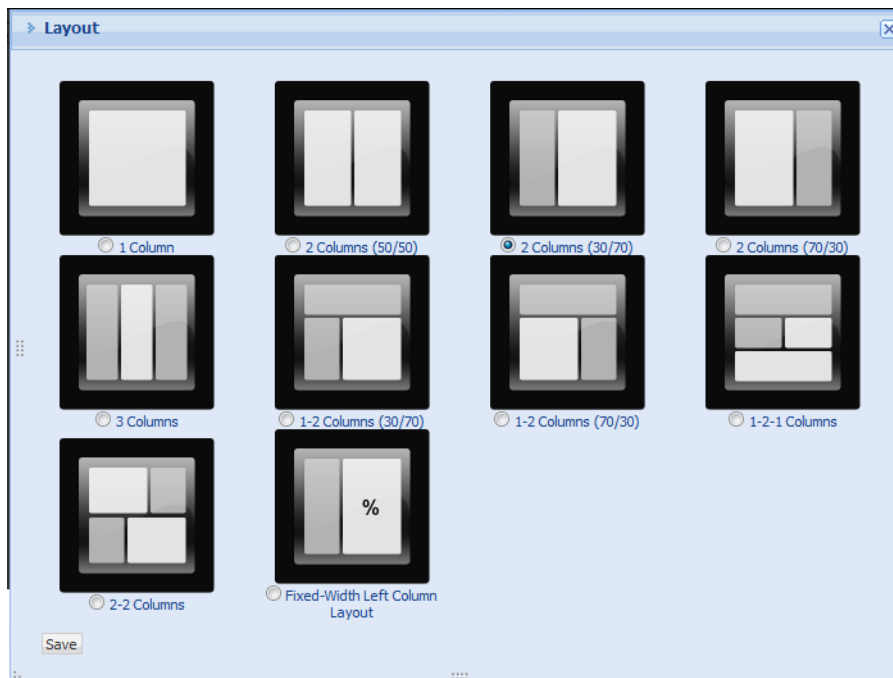 Layout
1 Column
2 Columns (50/50)
2 Columns (30/70)
2 Columns (70/30)
3 Columns
1-2 Columns (30/70)
1-2 Columns (70/30)
1-2-1 Columns
%
2-2 Columns
Fixed-Width Left Column
Layout
Save